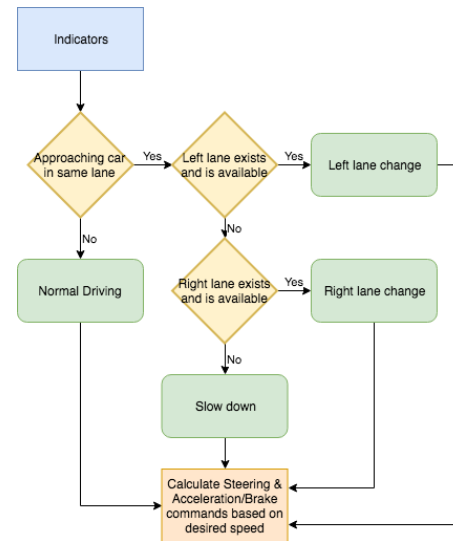 Indicators
Approaching car
in same lane
Yes
Left lane exists
and is available
Yes
Left lane change
No
No
Normal Driving
Right lane exists
and is available
Yes
Right lane change
No
Slow down
Calculate Steering &
Acceleration/Brake
commands based on
desired speed